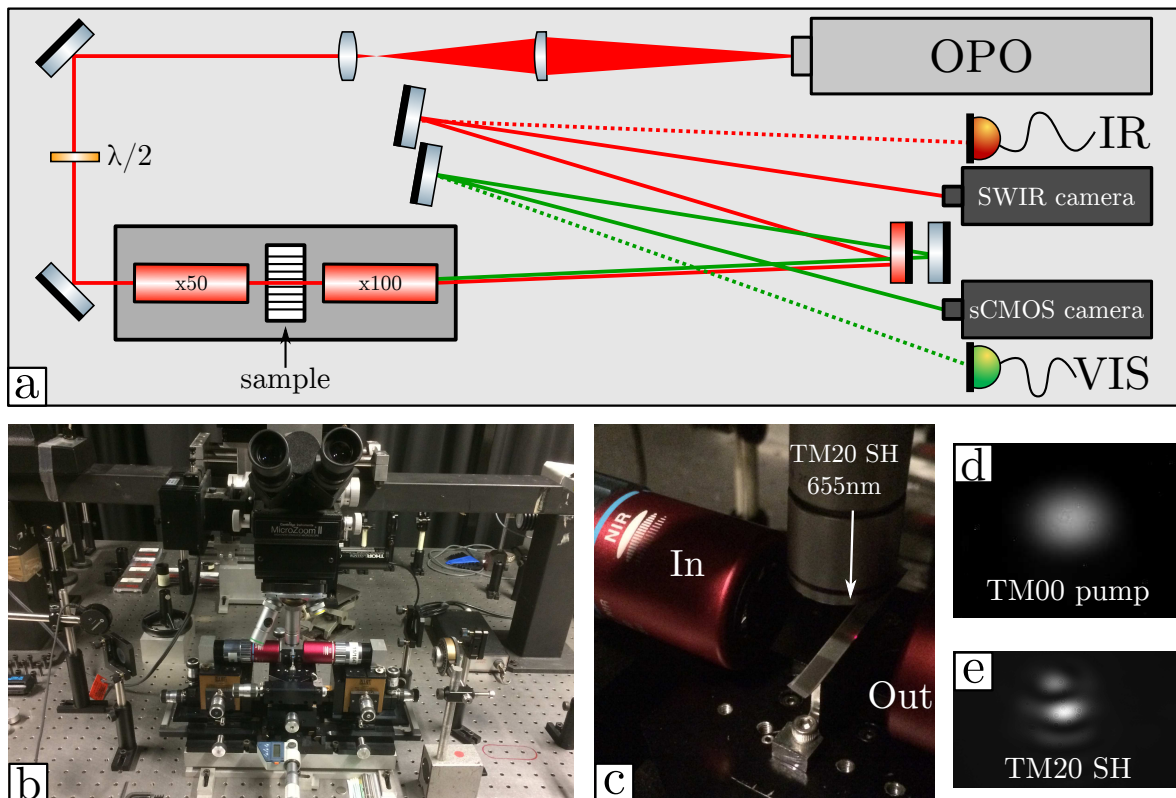 OPO
λ/2
IR
SWIR camera
x50
x100
sCMOS camera
sample
VIS
a
MicroZoom II
THOR
b
TM20 SH
655nm
NIR
In
Out
c
d
TM00 pump
e
TM20 SH